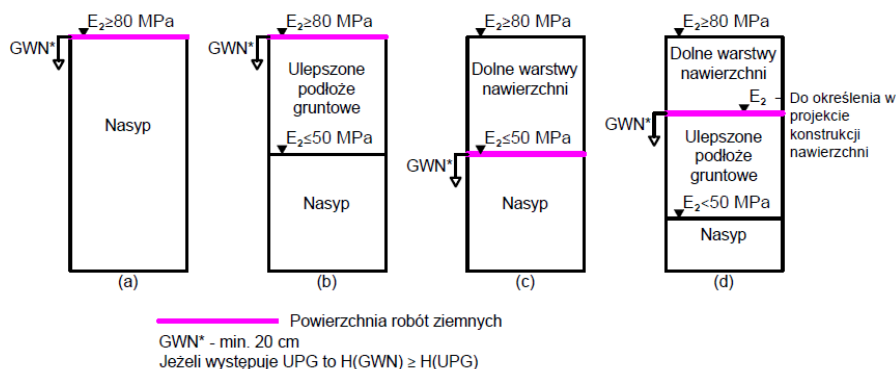 E₂≥80 MPa
GWN*
Nasyp
(a)
E₂≥80 MPa
GWN*
Ulepszone
podłoże
gruntowe
E₂≤50 MPa
Nasyp
(b)
E₂≥80 MPa
Dolne warstwy
nawierzchni
E₂≤50 MPa
GWN*
Nasyp
(c)
E₂≥80 MPa
Dolne warstwy
nawierzchni
E₂ – Do określenia w
projekcie
konstrukcji
nawierzchni
GWN*
Ulepszone
podłoże
gruntowe
E₂<50 MPa
Nasyp
(d)
Powierzchnia robót ziemnych
GWN* - min. 20 cm
Jeżeli występuje UPG to H(GWN) ≥ H(UPG)